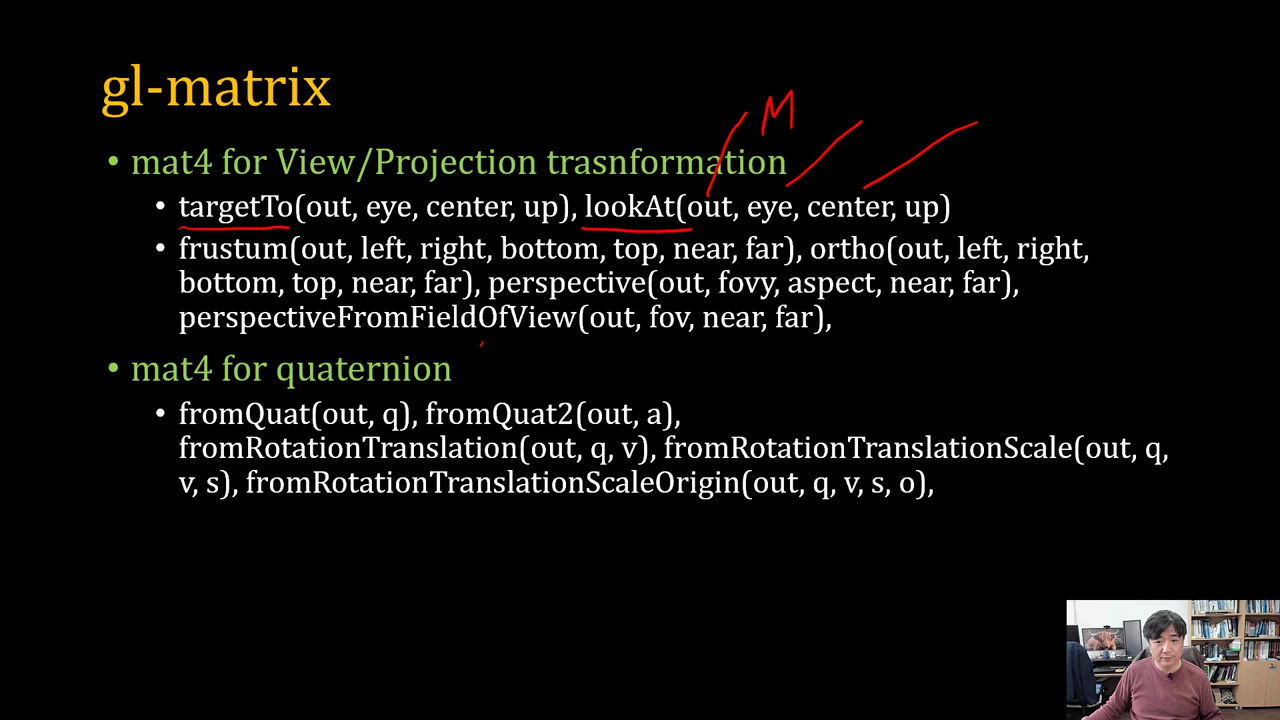 gl-matrix
M
• mat4 for View/Projection trasnformation
• targetTo(out, eye, center, up), lookAt(out, eye, center, up)
• frustum(out, left, right, bottom, top, near, far), ortho(out, left, right,
bottom, top, near, far), perspective(out, fovy, aspect, near, far),
perspectiveFromFieldOfView(out, fov, near, far),
• mat4 for quaternion
• fromQuat(out, q), fromQuat2(out, a),
fromRotationTranslation(out, q, v), fromRotationTranslationScale(out, q,
v, s), fromRotationTranslationScaleOrigin(out, q, v, s, o),